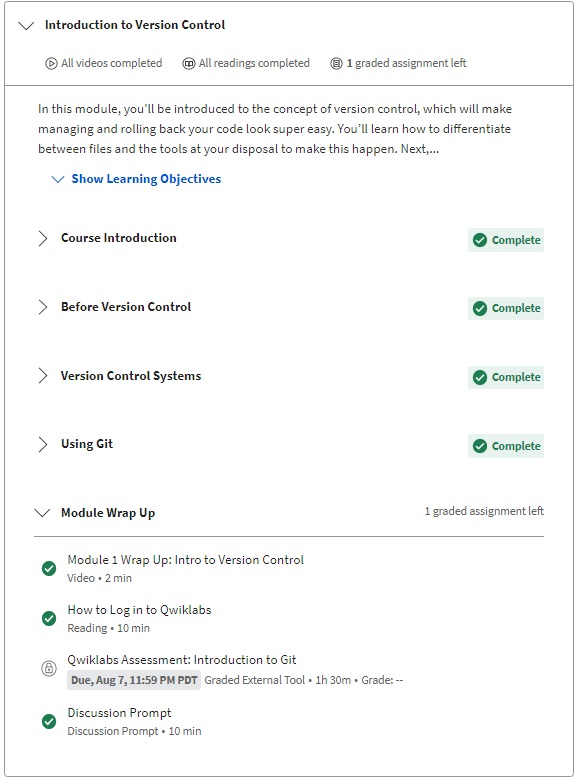 Introduction to Version Control
All videos completed All readings completed 1 graded assignment left
In this module, you'll be introduced to the concept of version control, which will make
managing and rolling back your code look super easy. You'll learn how to differentiate
between files and the tools at your disposal to make this happen. Next,...
Show Learning Objectives
Course Introduction Complete
Before Version Control Complete
Version Control Systems Complete
Using Git Complete
Module Wrap Up 1 graded assignment left
Module 1 Wrap Up: Intro to Version Control
Video • 2 min
How to Log in to Qwiklabs
Reading • 10 min
Qwiklabs Assessment: Introduction to Git
Due, Aug 7, 11:59 PM PDT Graded External Tool • 1h 30m • Grade: --
Discussion Prompt
Discussion Prompt • 10 min